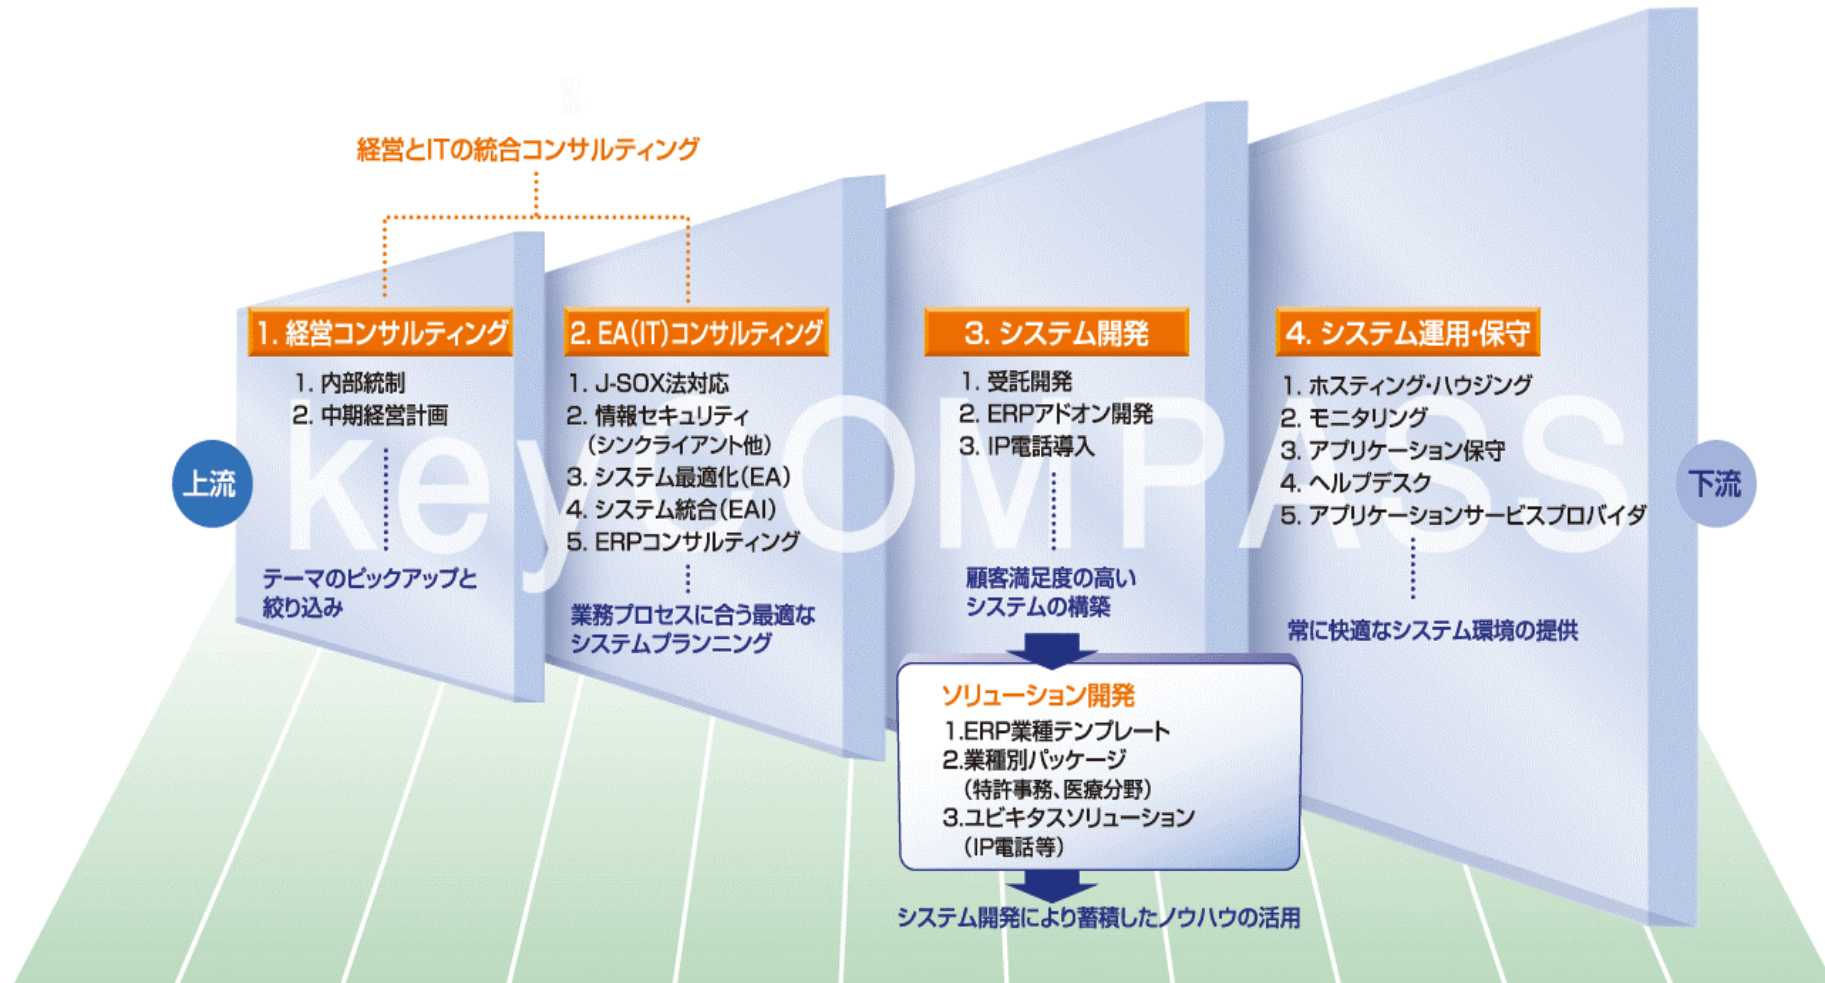 経営とITの統合コンサルティング
上流
1. 経営コンサルティング
1. 内部統制
2. 中期経営計画
テーマのピックアップと
絞り込み
2. EA(IT)コンサルティング
1. J-SOX法対応
2. 情報セキュリティ
(シンクライアント他)
3. システム最適化(EA)
4. システム統合(EAI)
5. ERPコンサルティング
業務プロセスに合う最適な
システムプランニング
3. システム開発
1. 受託開発
2. ERPアドオン開発
3. IP電話導入
顧客満足度の高い
システムの構築
ソリューション開発
1.ERP業種テンプレート
2.業種別パッケージ
(特許事務、医療分野)
3.ユビキタスソリューション
(IP電話等)
システム開発により蓄積したノウハウの活用
4. システム運用・保守
1. ホスティング・ハウジング
2. モニタリング
3. アプリケーション保守
4. ヘルプデスク
5. アプリケーションサービスプロバイダ
常に快適なシステム環境の提供
下流
keyCOMPASS